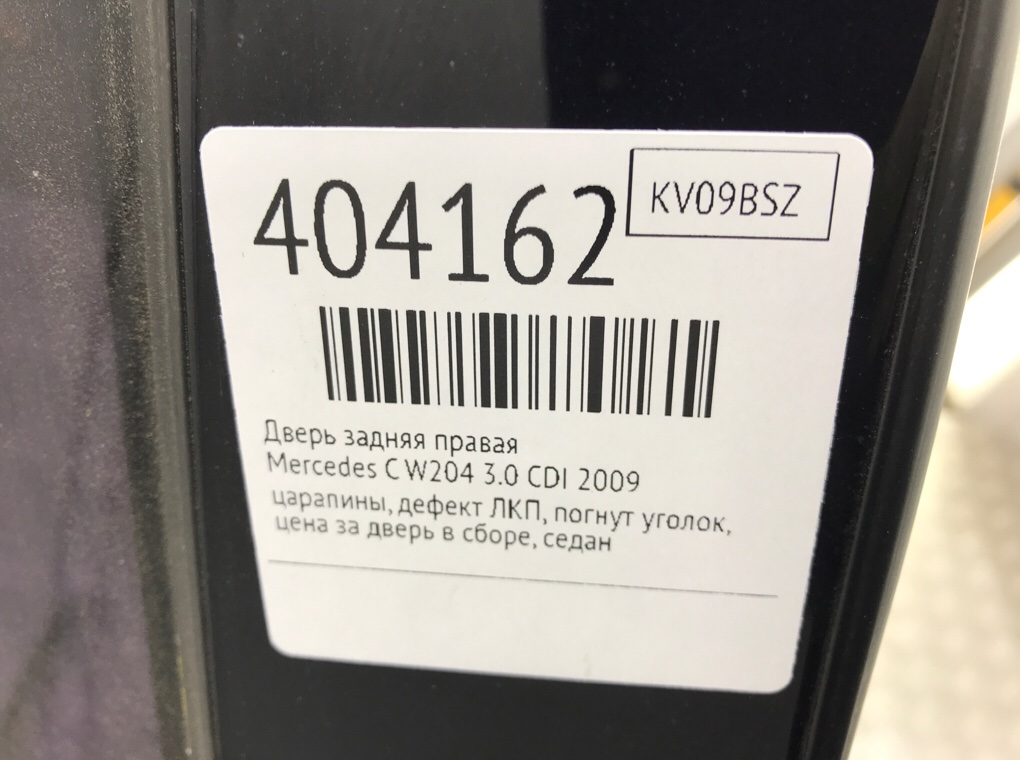 404162
KV09BSZ
Дверь задняя правая
Mercedes C W204 3.0 CDI 2009
царапины, дефект ЛКП, погнут уголок,
цена за дверь в сборе, седан